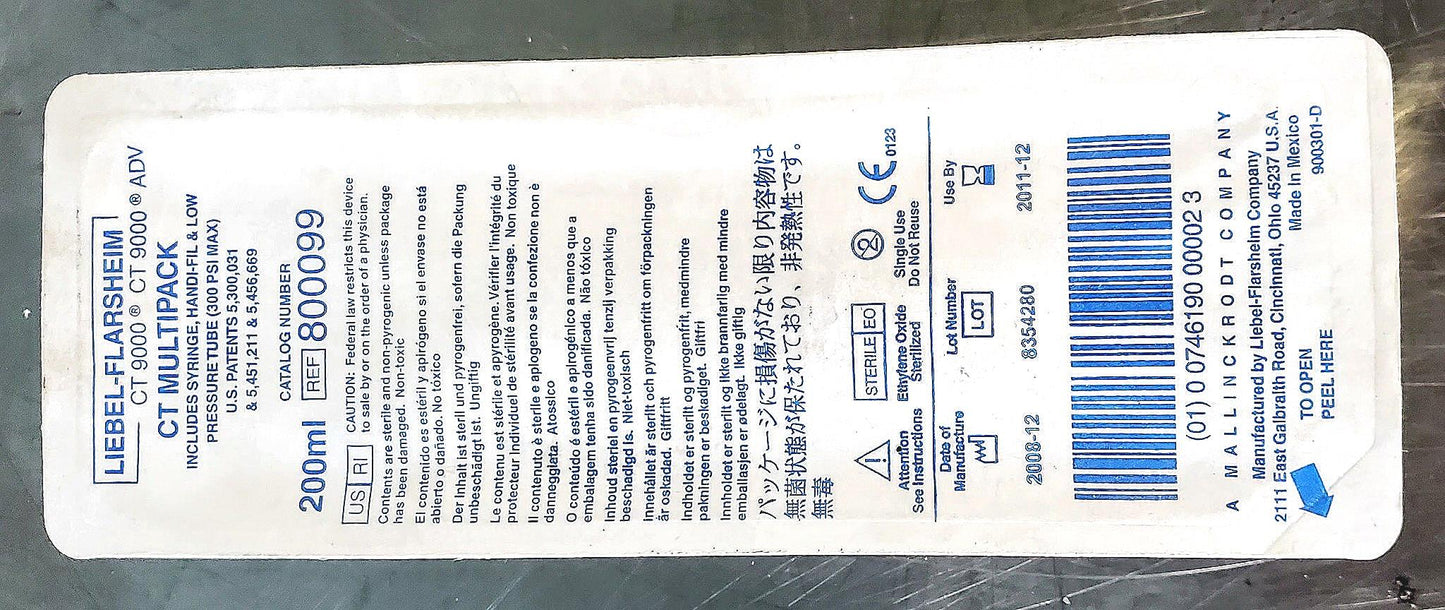 LIEBEL-FLARSHEIM
CT 9000 ® CT 9000 ® ADV
CT MULTIPACK
INCLUDES SYRINGE, HANDI-FIL & LOW
PRESSURE TUBE (300 PSI MAX)
U.S. PATENTS 5,300,031
& 5,451,211 & 5,456,669
CATALOG NUMBER
200ml REF 800099
US RI CAUTION: Federal law restricts this device
to sale by or on the order of a physician.
Contents are sterile and non-pyrogenic unless package
has been damaged. Non-toxic
El contenido es estéril y apirógeno si el envase no está
abierto o dañado. No tóxico
Der Inhalt ist steril und pyrogenfrei, sofern die Packung
unbeschädigt ist. Ungiftig
Le contenu est stérile et apyrogène. Vérifier l'intégrité du
protecteur Individuel de stérilité avant usage. Non toxique
Il contenuto è sterile e apiogeno se la confezione non è
danneggiata. Atossico
O conteúdo é estéril e apirogénico a menos que a
embalagem tenha sido danificada. Não tóxico
Inhoud steriel en pyrogeenvrij tenzij verpakking
beschadigd is. Niet-toxisch
Innehållet är sterilt och pyrogenfritt om förpackningen
är oskadad. Giftfritt
Indholdet er sterilt og pyrogenfrit, medmindre
pakningen er beskadiget. Giftfri
Innholdet er sterilt og ikke brannfarlig med mindre
emballasjen er ødelagt. Ikke giftig
パッケージに損傷がない限り内容物は
無菌状態が保たれており、非発熱性です。
無毒
STERILE EO 2 CE 0123
Attention Ethylene Oxide Single Use
See Instructions Sterilized Do Not Reuse
Date of Lot Number Use By
Manufacture LOT
2008-12 8354280 2011-12
(01) 0 0746190 00002 3
A MALLINCKRODT COMPANY
Manufactured by Liebel-Flarsheim Company
2111 East Galbraith Road, Cincinnati, Ohio 45237 U.S.A.
Made In Mexico
TO OPEN
PEEL HERE
900301-D